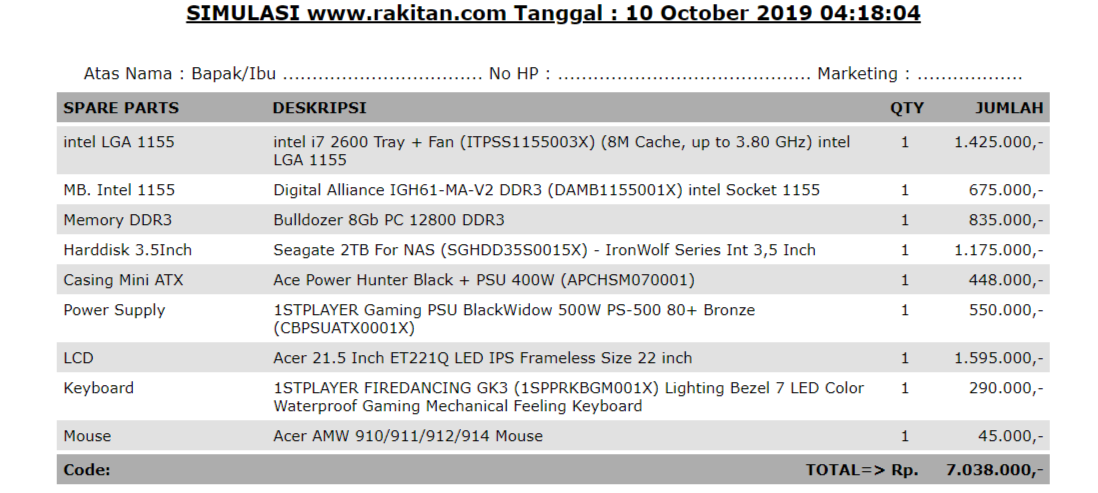 SIMULASI www.rakitan.com Tanggal : 10 October 2019 04:18:04
Atas Nama : Bapak/Ibu .................................. No HP : ........................................... Marketing : ..................
SPARE PARTS DESKRIPSI QTY JUMLAH
intel LGA 1155 intel i7 2600 Tray + Fan (ITPSS1155003X) (8M Cache, up to 3.80 GHz) intel 1 1.425.000,-
LGA 1155
MB. Intel 1155 Digital Alliance IGH61-MA-V2 DDR3 (DAMB1155001X) intel Socket 1155 1 675.000,-
Memory DDR3 Bulldozer 8Gb PC 12800 DDR3 1 835.000,-
Harddisk 3.5Inch Seagate 2TB For NAS (SGHDD35S0015X) - IronWolf Series Int 3,5 Inch 1 1.175.000,-
Casing Mini ATX Ace Power Hunter Black + PSU 400W (APCHSM070001) 1 448.000,-
Power Supply 1STPLAYER Gaming PSU BlackWidow 500W PS-500 80+ Bronze 1 550.000,-
(CBPSUATX0001X)
LCD Acer 21.5 Inch ET221Q LED IPS Frameless Size 22 inch 1 1.595.000,-
Keyboard 1STPLAYER FIREDANCING GK3 (1SPPRKBGM001X) Lighting Bezel 7 LED Color 1 290.000,-
Waterproof Gaming Mechanical Feeling Keyboard
Mouse Acer AMW 910/911/912/914 Mouse 1 45.000,-
Code: TOTAL=> Rp. 7.038.000,-